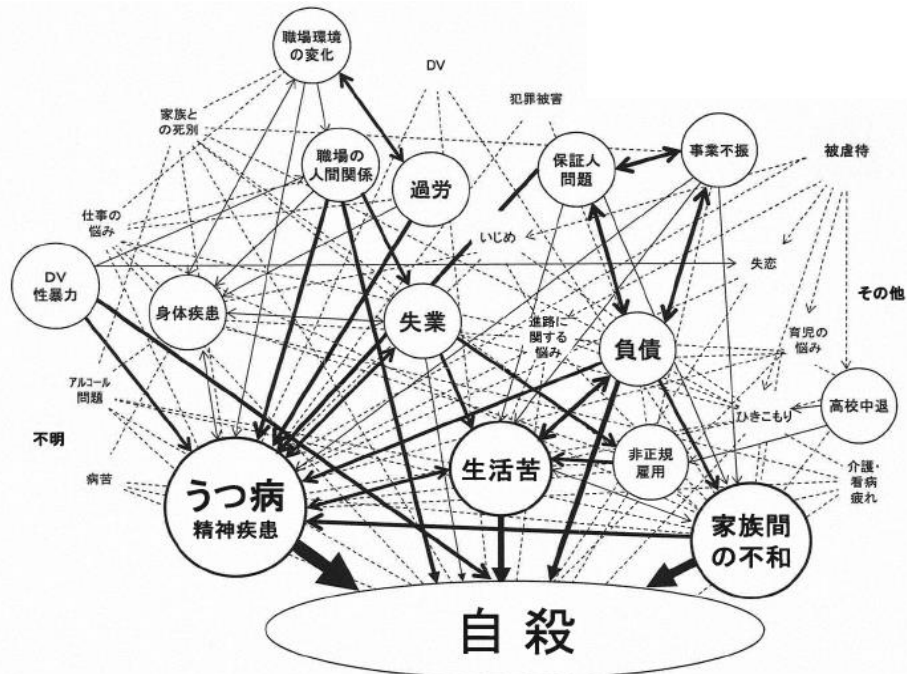 職場環境
の変化
DV
犯罪被害
家族と
の死別
職場の
人間関係
過労
保証人
問題
事業不振
被虐待
仕事の
悩み
いじめ
失恋
DV
性暴力
身体疾患
失業
進路に
関する
悩み
負債
その他
育児の
悩み
アルコール
問題
ひきこもり
高校中退
不明
病苦
うつ病
精神疾患
生活苦
非正規
雇用
介護・
看病
疲れ
家族間
の不和
自殺